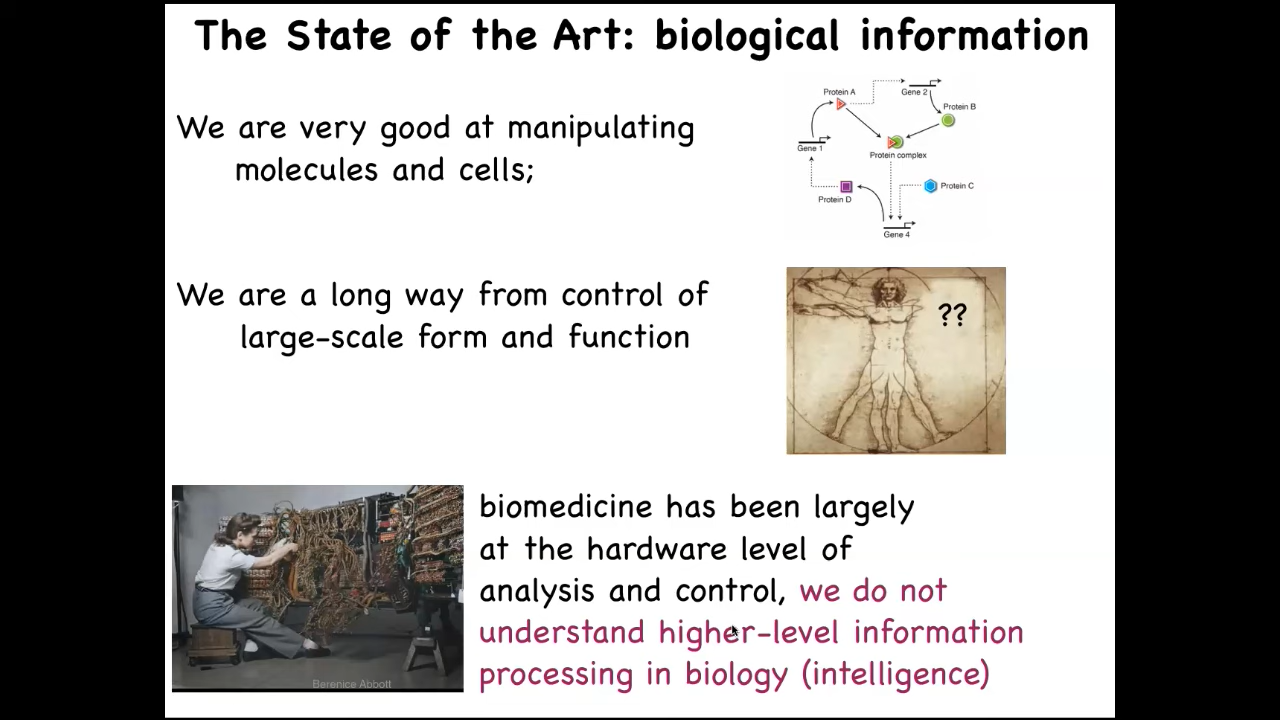 The State of the Art: biological information
We are very good at manipulating
molecules and cells;
Protein A
Gene 2
Protein B
Gene 1
Protein complex
Protein D
Protein C
Gene 4
We are a long way from control of
large-scale form and function
??
biomedicine has been largely
at the hardware level of
analysis and control, we do not
understand higher-level information
processing in biology (intelligence)
Berenice Abbott